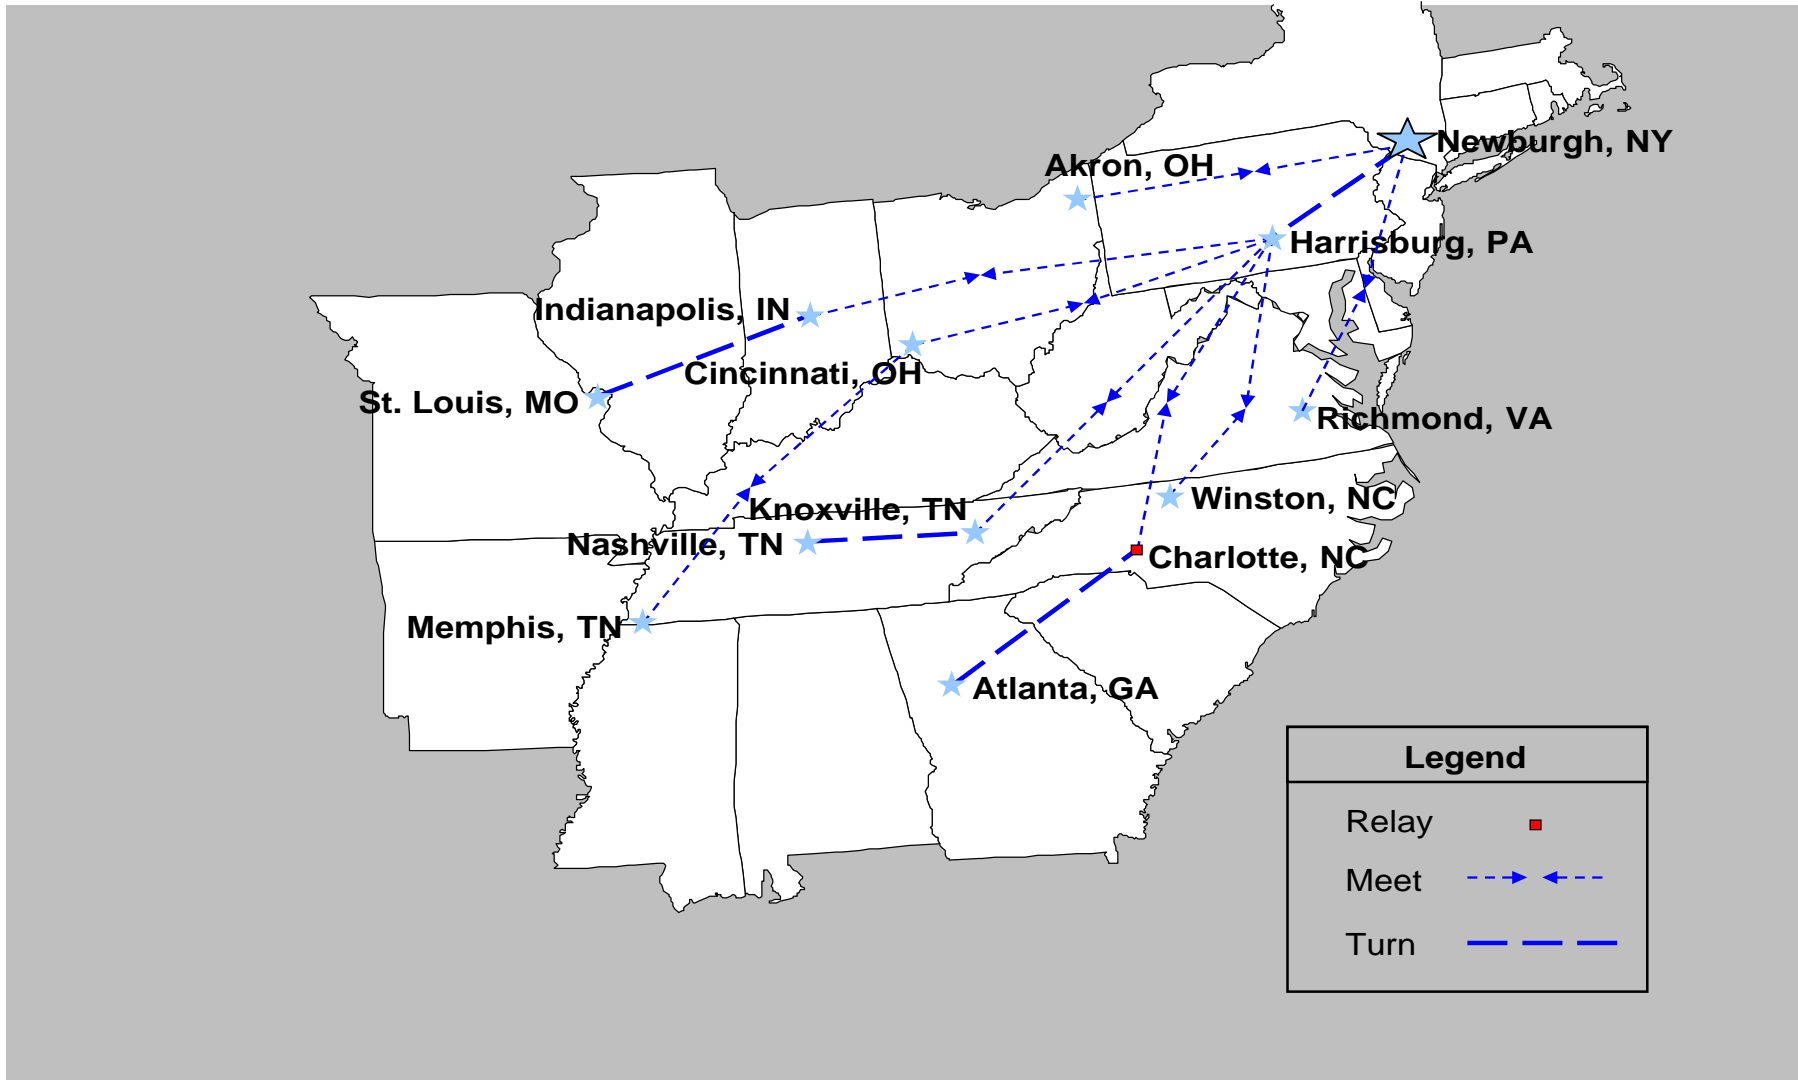 Newburgh, NY
Akron, OH
Harrisburg, PA
Indianapolis, IN
Cincinnati, OH
St. Louis, MO
Richmond, VA
Knoxville, TN
Winston, NC
Nashville, TN
Charlotte, NC
Memphis, TN
Atlanta, GA
Legend
Relay
Meet
Turn